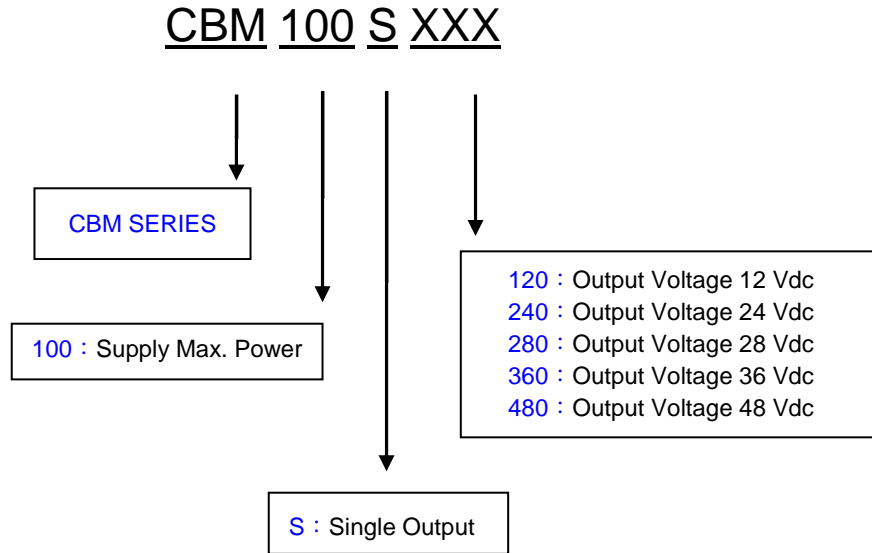 CBM 100 S XXX
CBM SERIES
120：Output Voltage 12 Vdc
240：Output Voltage 24 Vdc
280：Output Voltage 28 Vdc
360：Output Voltage 36 Vdc
480：Output Voltage 48 Vdc
100：Supply Max. Power
S：Single Output